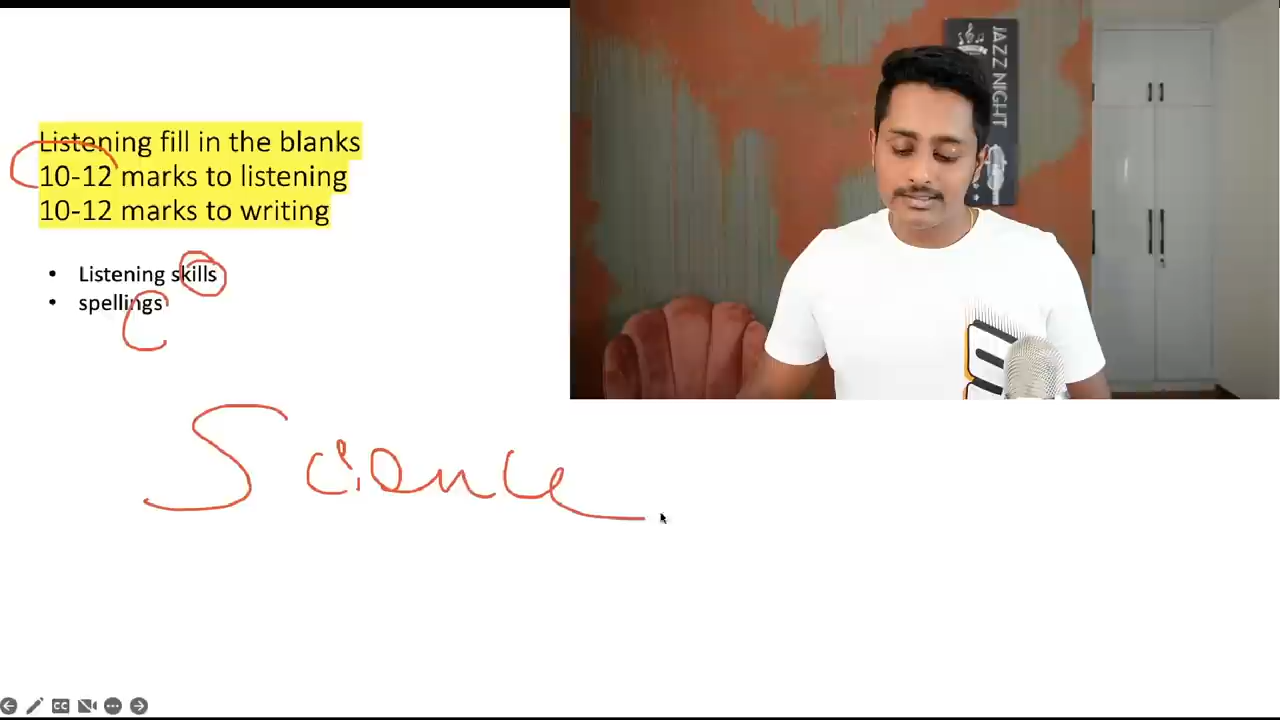 Listening fill in the blanks
10-12 marks to listening
10-12 marks to writing
• Listening skills
• spellings
Science
JAZZ NIGHT
CC